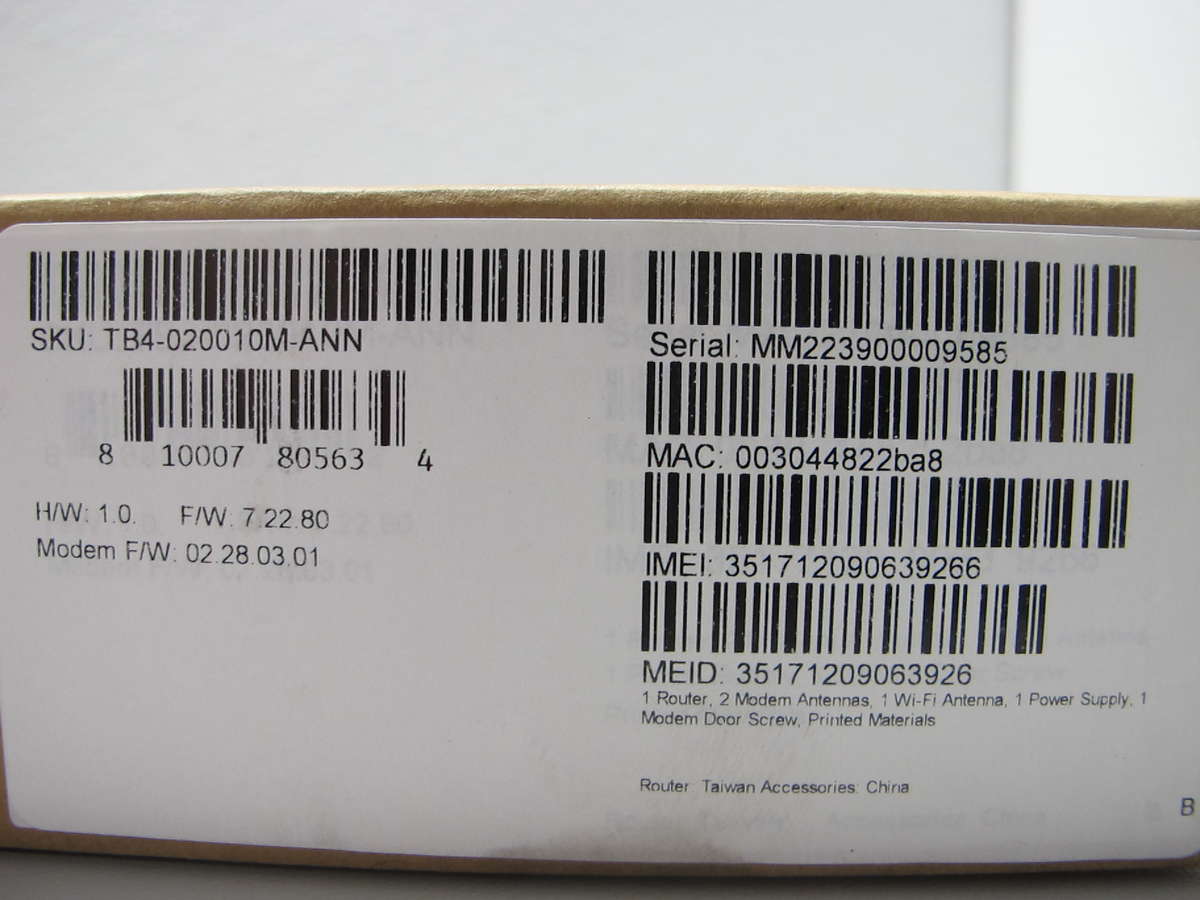 SKU: TB4-020010M-ANN
8 10007 80563 4
H/W: 1.0. F/W: 7.22.80
Modem F/W: 02.28.03.01
Serial: MM223900009585
MAC: 003044822ba8
IMEI: 351712090639266
MEID: 35171209063926
1 Router, 2 Modem Antennas, 1 Wi-Fi Antenna, 1 Power Supply, 1
Modem Door Screw, Printed Materials
Router: Taiwan Accessories: China
B